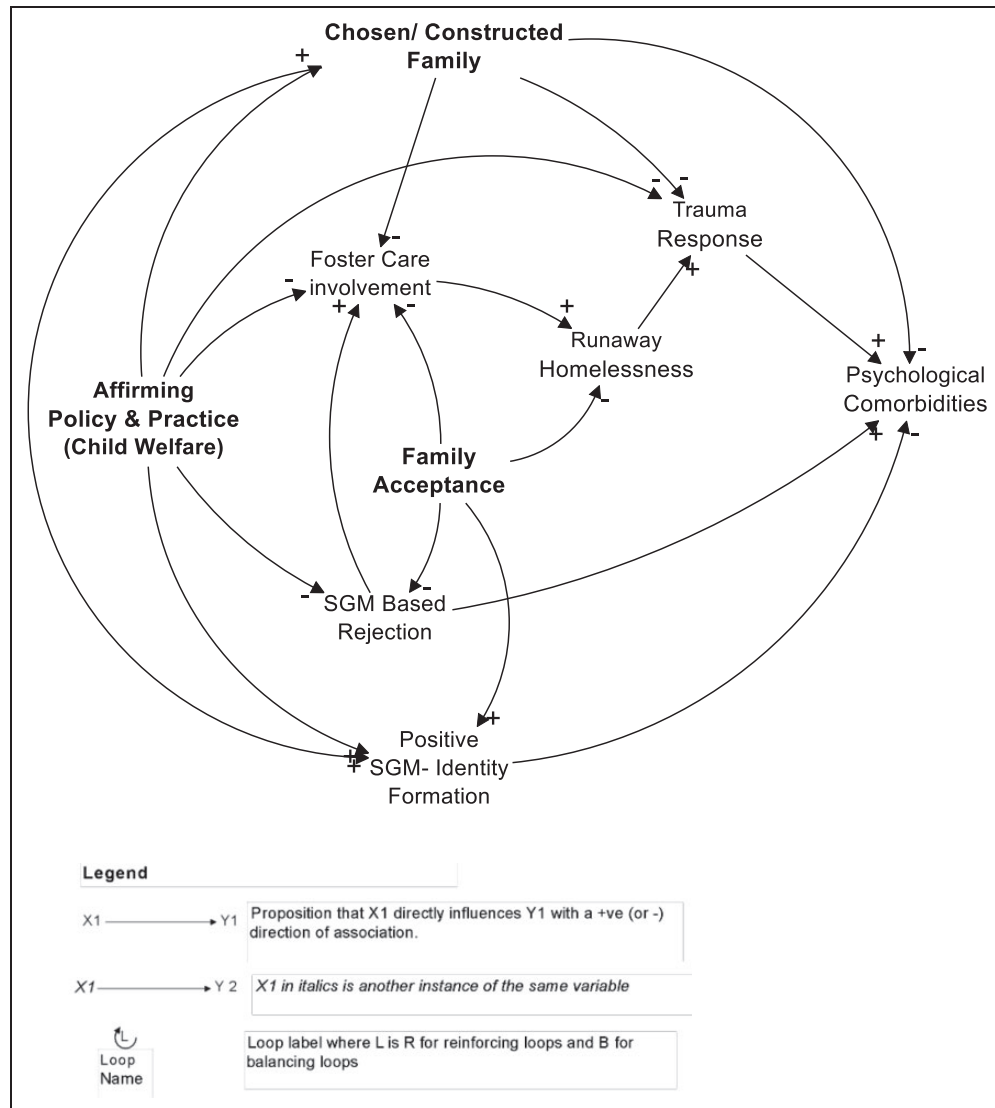 Chosen/ Constructed
Family
+
-
-
Trauma
Response
+
-
Foster Care
involvement
-
+
-
+
Runaway
Homelessness
-
+
-
Psychological
Comorbidities
+
-
Affirming
Policy & Practice
(Child Welfare)
Family
Acceptance
-
-
SGM Based
Rejection
+
Positive
SGM- Identity
Formation
+
+
Legend
X1 Y1
Proposition that X1 directly influences Y1 with a +ve (or -)
direction of association.
X1 Y 2
X1 in italics is another instance of the same variable
L
Loop
Name
Loop label where L is R for reinforcing loops and B for
balancing loops